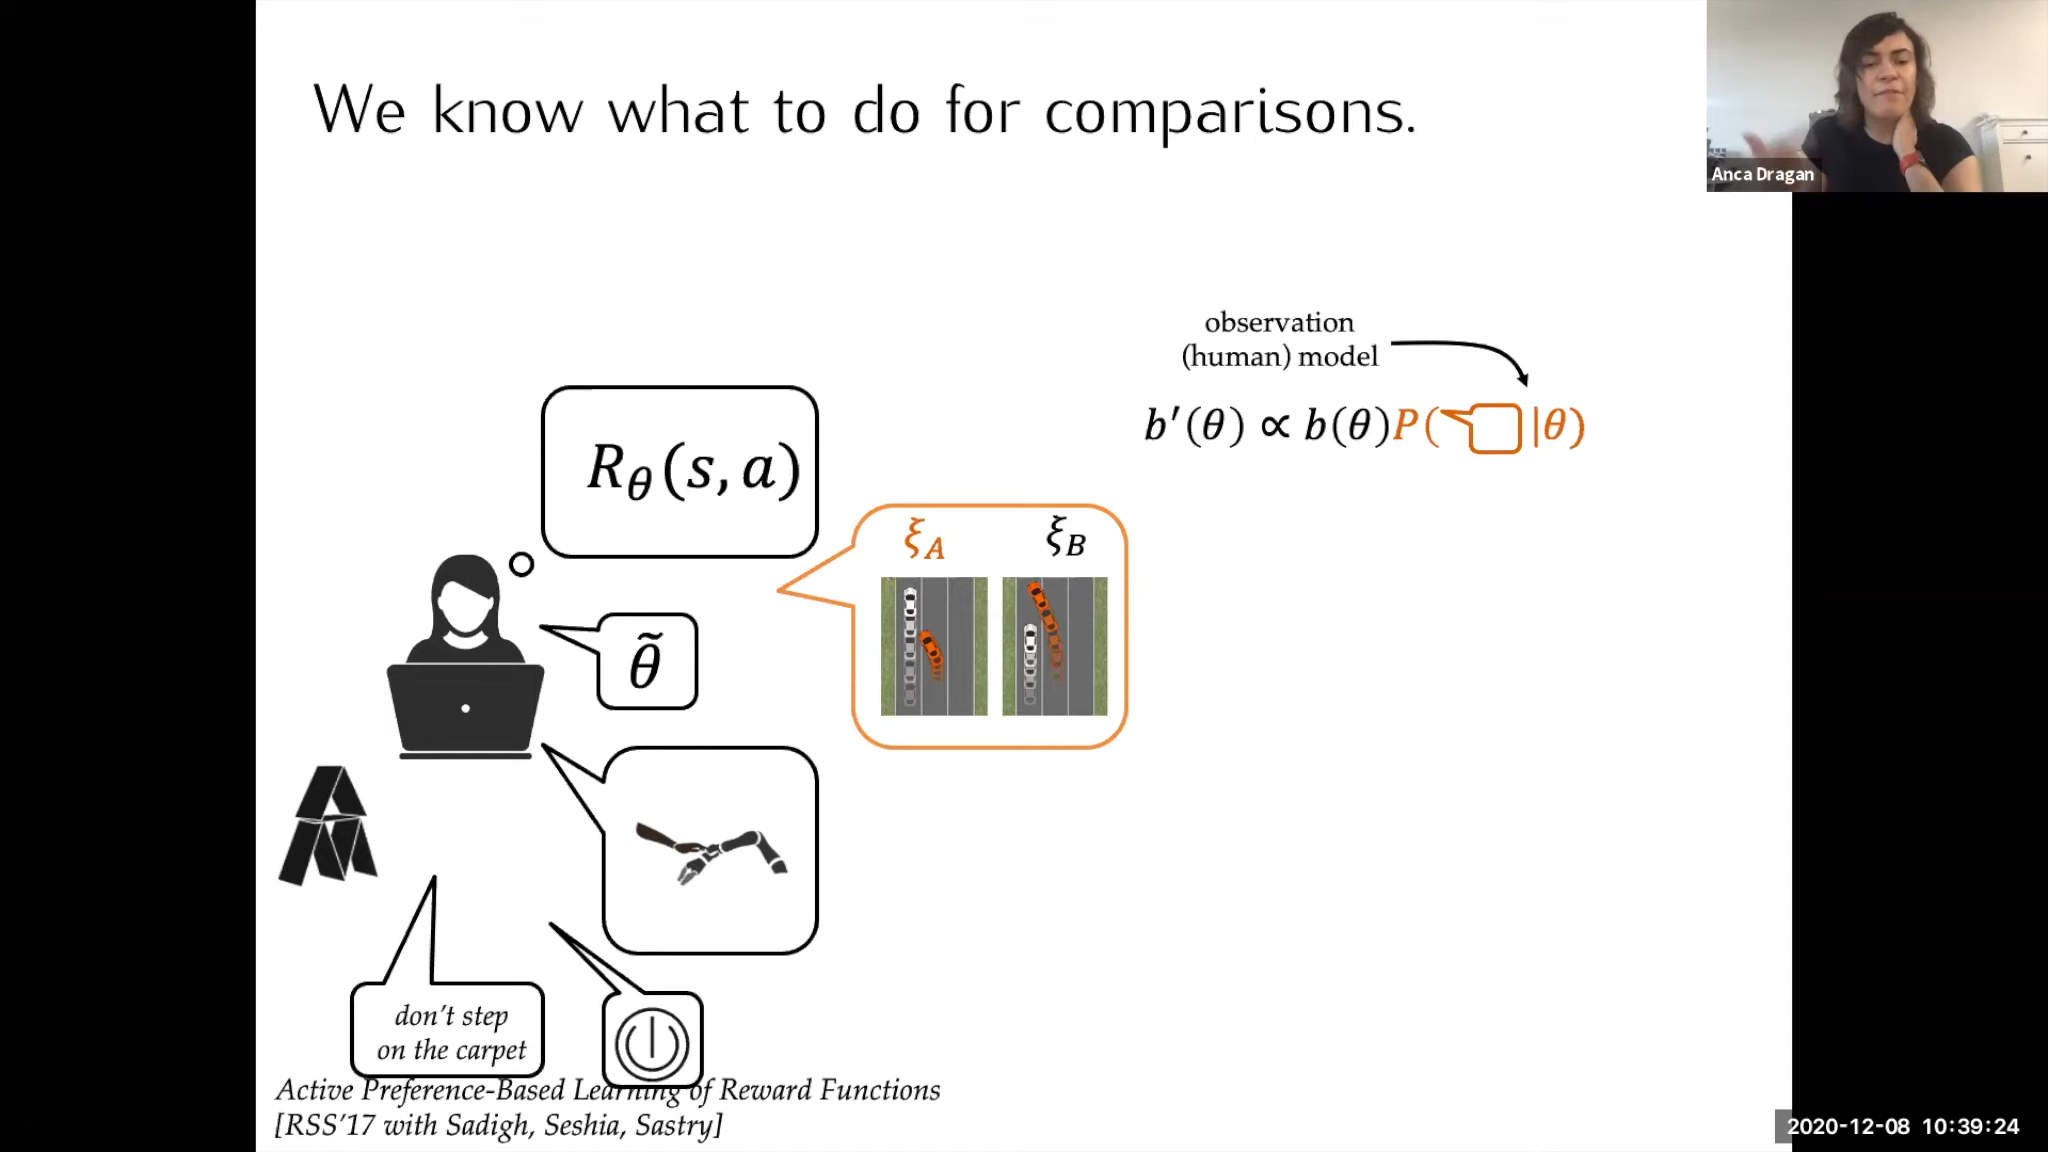 We know what to do for comparisons.
Anca Dragan
observation
(human) model
b′(θ) ∝ b(θ)P( |θ)
R_θ(s, a)
ξ_A ξ_B
θ̃
don't step
on the carpet
Active Preference-Based Learning of Reward Functions
[RSS'17 with Sadigh, Seshia, Sastry]
2020-12-08 10:39:24